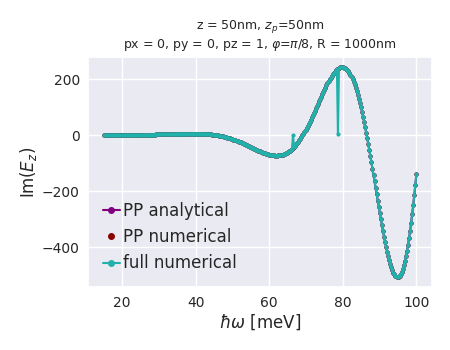 z = 50nm, $z_p$=50nm
px = 0, py = 0, pz = 1, φ=π/8, R = 1000nm
Im($E_z$)
200
0
−200
−400
PP analytical
PP numerical
full numerical
20 40 60 80 100
ℏω [meV]